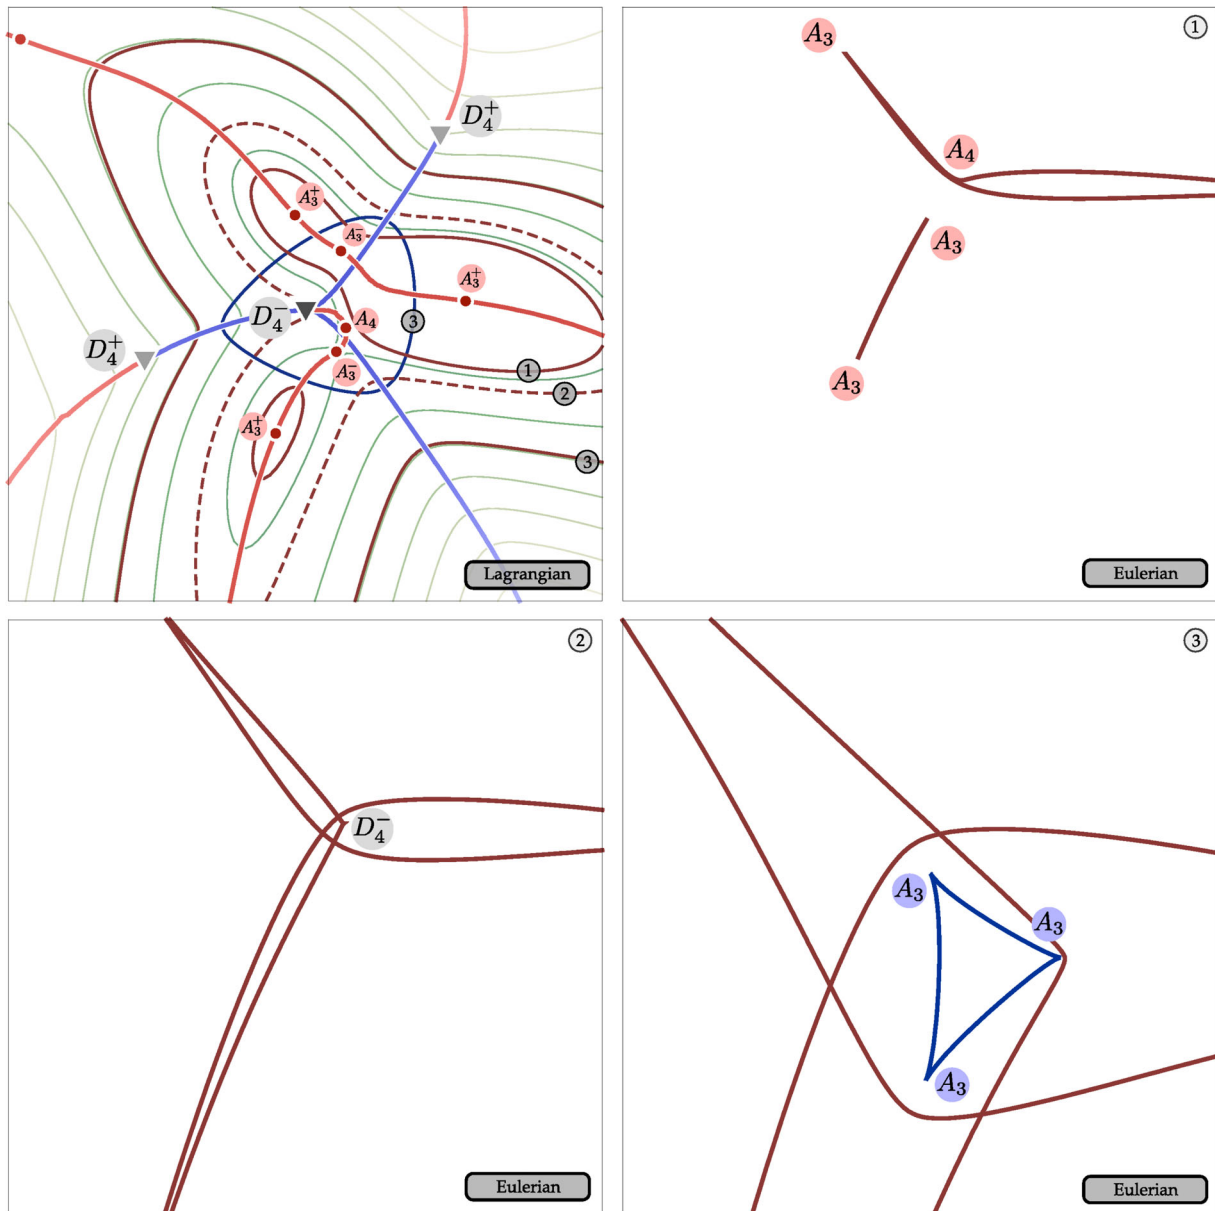 D₄⁺
A₃⁺
A₃⁻
A₃⁺
D₄⁻
3
A₄
D₄⁺
A₃⁻
1
2
A₃⁺
3
Lagrangian
1
A₃
A₄
A₃
A₃
Eulerian
2
D₄⁻
Eulerian
3
A₃
A₃
A₃
Eulerian